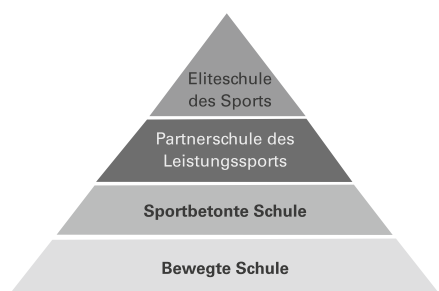 Eliteschule
des Sports
Partnerschule des
Leistungssports
Sportbetonte Schule
Bewegte Schule